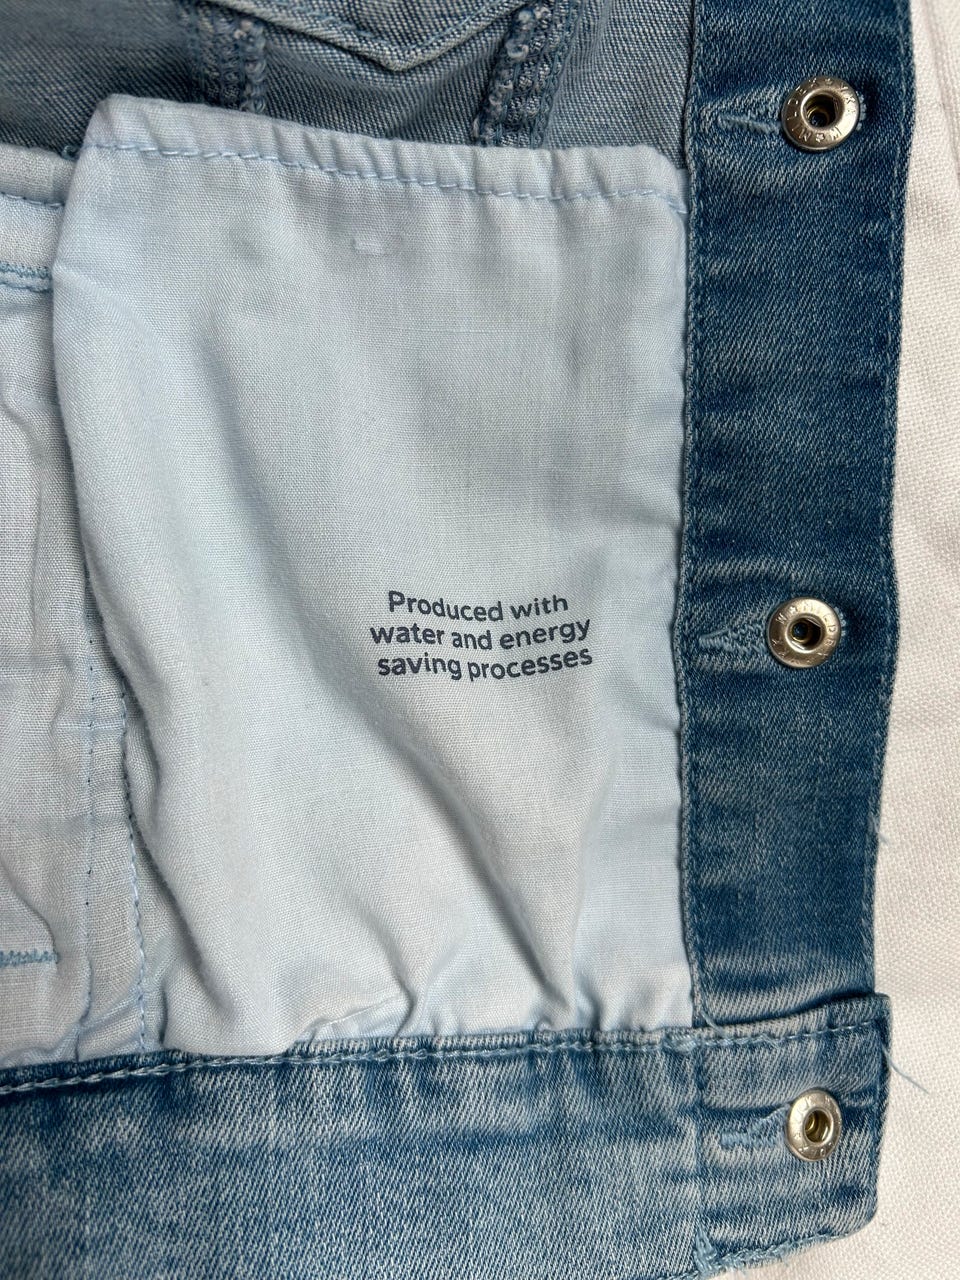 Produced with
water and energy
saving processes